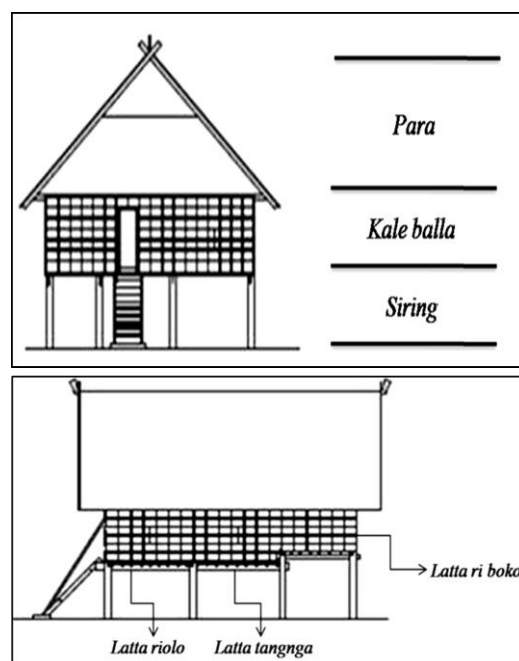 Para
Kale balla
Siring
Latta ri boko
Latta riolo
Latta tangnga